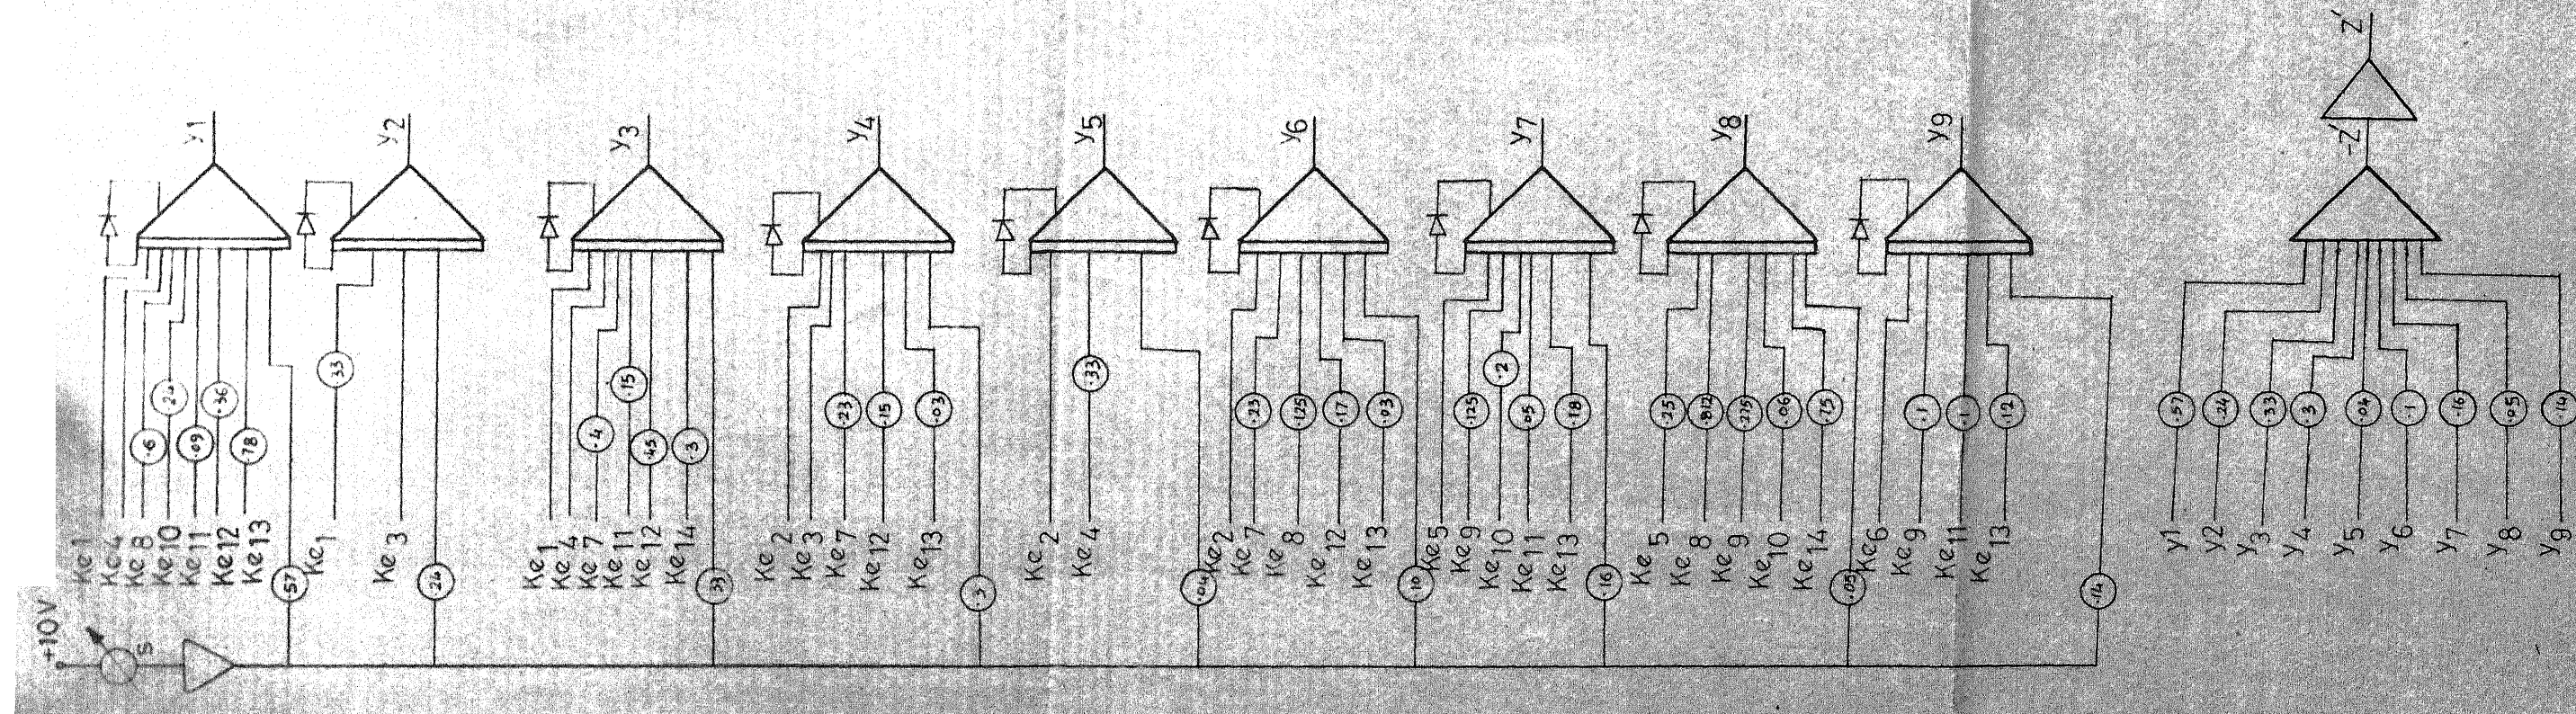 y1
y2
y3
y4
y5
y6
y7
y8
y9
-Z'
Z'
.6
.09
.36
.78
.33
.4
.15
.45
.3
.23
.15
.03
.33
.23
.125
.17
.03
.125
.2
.05
.18
.25
.812
.275
.06
.75
.1
.1
.12
.57
.24
.33
.3
.04
.1
.16
.05
.14
Ke1
Ke4
Ke8
Ke10
Ke11
Ke12
Ke13
Ke1
Ke3
Ke1
Ke4
Ke7
Ke11
Ke12
Ke14
Ke2
Ke3
Ke7
Ke12
Ke13
Ke2
Ke4
Ke2
Ke7
Ke8
Ke12
Ke13
Ke5
Ke9
Ke10
Ke11
Ke13
Ke5
Ke8
Ke9
Ke10
Ke14
Ke6
Ke9
Ke11
Ke13
y1
y2
y3
y4
y5
y6
y7
y8
y9
.57
.24
.33
.3
.04
.10
.16
.05
.14
+10V
S